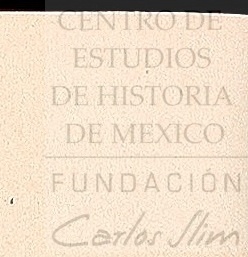 CENTRO DE
ESTUDIOS
DE HISTORIA
DE MEXICO
FUNDACIÓN
Carlos Slim